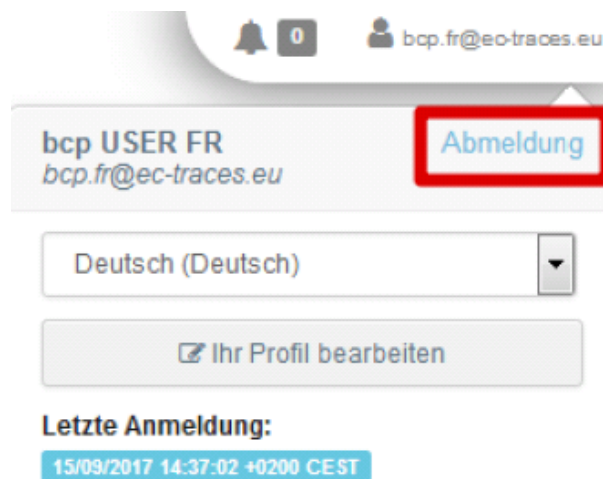 0 bcp.fr@ec-traces.eu
bcp USER FR Abmeldung
bcp.fr@ec-traces.eu
Deutsch (Deutsch)
Ihr Profil bearbeiten
Letzte Anmeldung:
15/09/2017 14:37:02 +0200 CEST